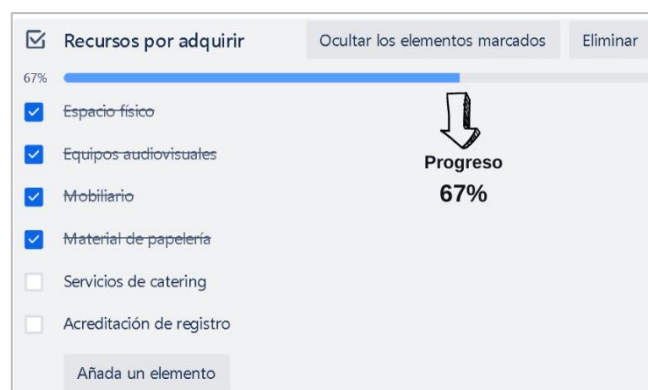 Recursos por adquirir Ocultar los elementos marcados Eliminar
67%
Espacio físico
Equipos audiovisuales
Progreso
67%
Mobiliario
Material de papelería
Servicios de catering
Acreditación de registro
Añada un elemento